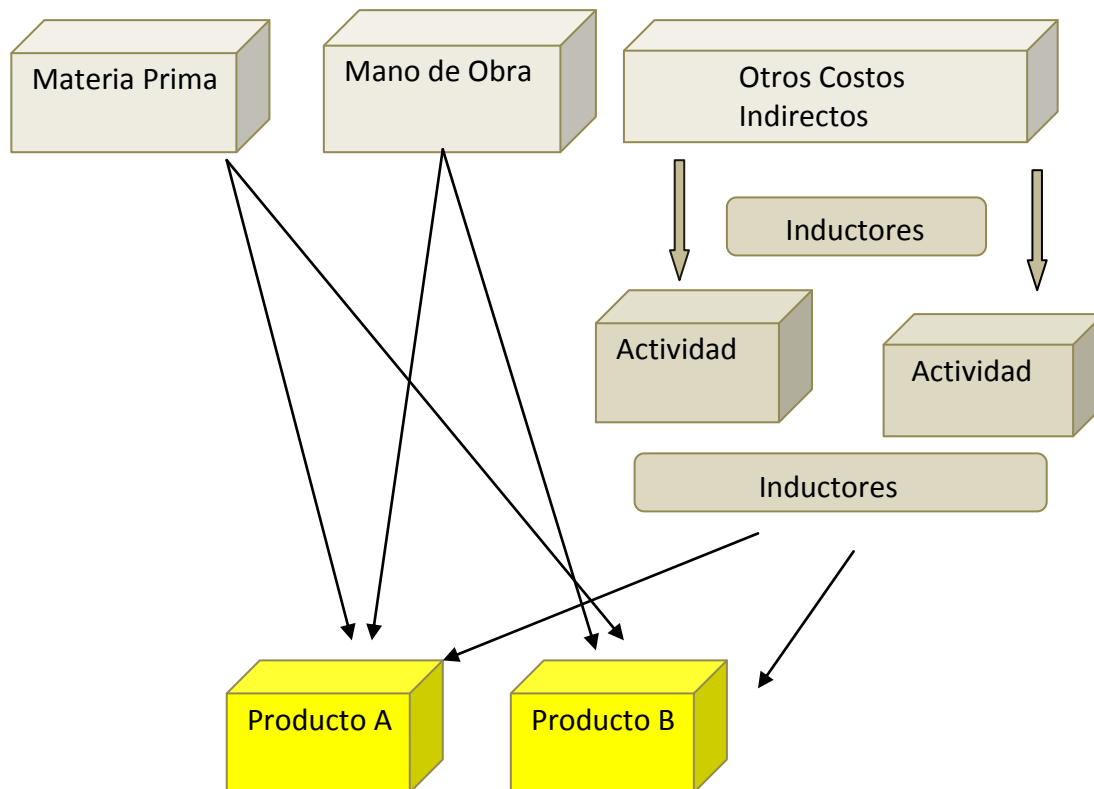 Materia Prima
Mano de Obra
Otros Costos
Indirectos
Inductores
Actividad
Actividad
Inductores
Producto A
Producto B